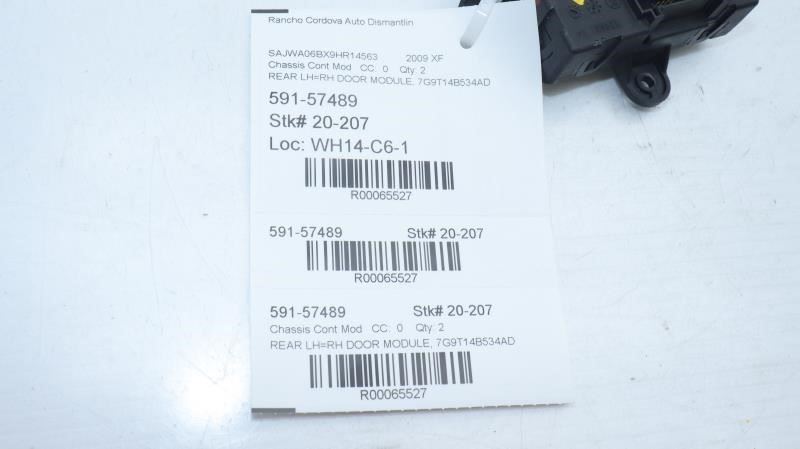 Rancho Cordova Auto Dismantlin
SAJWA06BX9HR14563 2009 XF
Chassis Cont Mod CC: 0 Qty: 2
REAR LH=RH DOOR MODULE, 7G9T14B534AD
591-57489
Stk# 20-207
Loc: WH14-C6-1
R00065527
591-57489 Stk# 20-207
R00065527
591-57489 Stk# 20-207
Chassis Cont Mod CC: 0 Qty: 2
REAR LH=RH DOOR MODULE, 7G9T14B534AD
R00065527